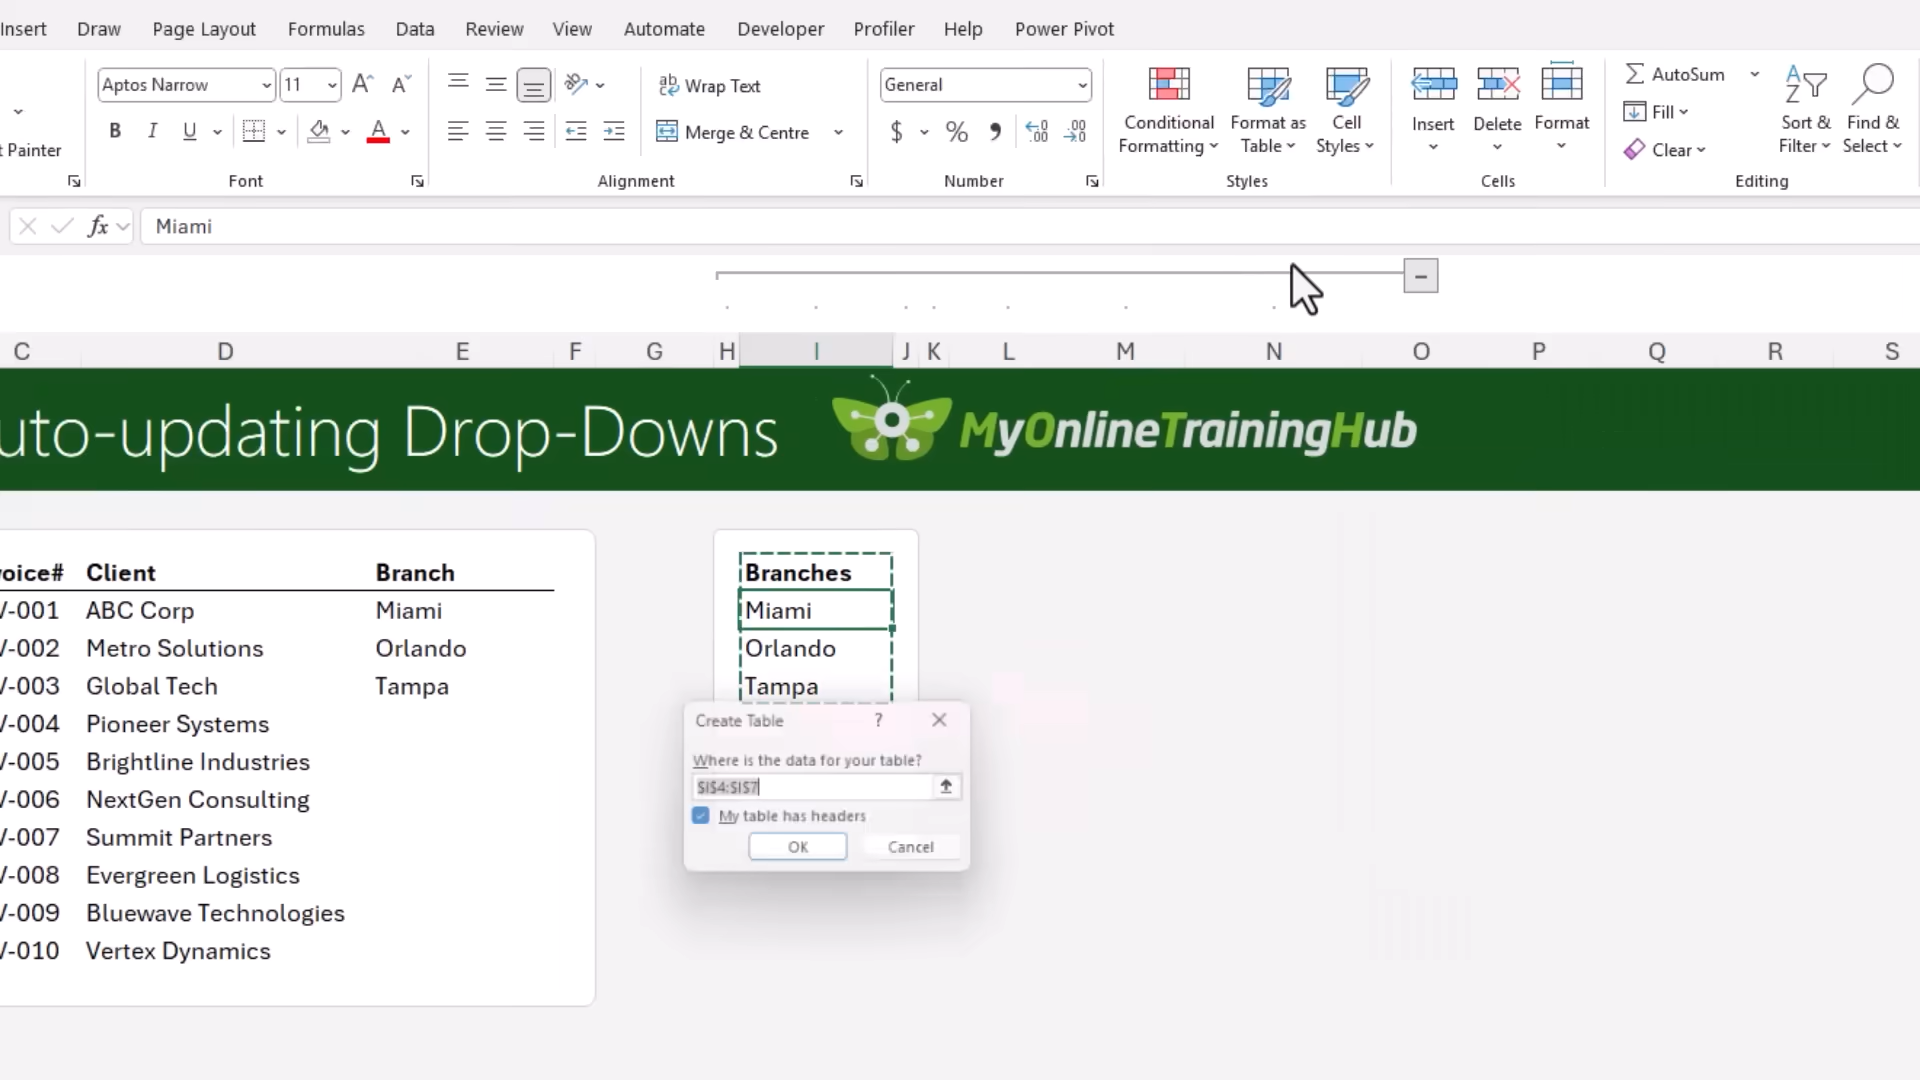 Insert Draw Page Layout Formulas Data Review View Automate Developer Profiler Help Power Pivot
Aptos Narrow 11 Wrap Text General Conditional Formatting Format as Table Cell Styles Insert Delete Format AutoSum Fill Clear Sort & Filter Find & Select
B I U A Merge & Centre $ % 9
t Painter
Font Alignment Number Styles Cells Editing
fx Miami
C D E F G H I J K L M N O P Q R S
uto-updating Drop-Downs MyOnlineTrainingHub
voice# Client Branch Branches
V-001 ABC Corp Miami Miami
V-002 Metro Solutions Orlando Orlando
V-003 Global Tech Tampa Tampa
V-004 Pioneer Systems
V-005 Brightline Industries
V-006 NextGen Consulting
V-007 Summit Partners
V-008 Evergreen Logistics
V-009 Bluewave Technologies
V-010 Vertex Dynamics
Create Table ?
Where is the data for your table?
$I$4:$I$7
My table has headers
OK Cancel